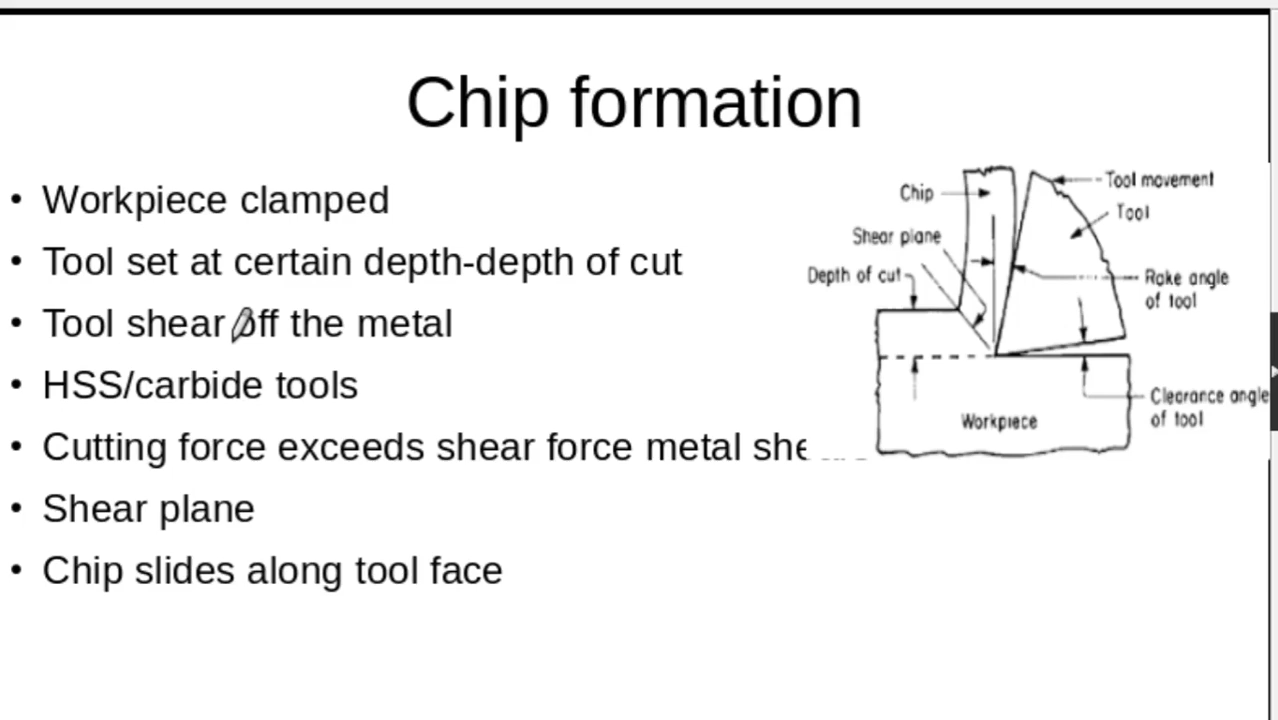 Chip formation
• Workpiece clamped
• Tool set at certain depth-depth of cut
• Tool shear off the metal
• HSS/carbide tools
• Cutting force exceeds shear force metal
• Shear plane
• Chip slides along tool face
Chip
Tool movement
Tool
Shear plane
Depth of cut
Rake angle
of tool
Clearance angle
of tool
Workpiece